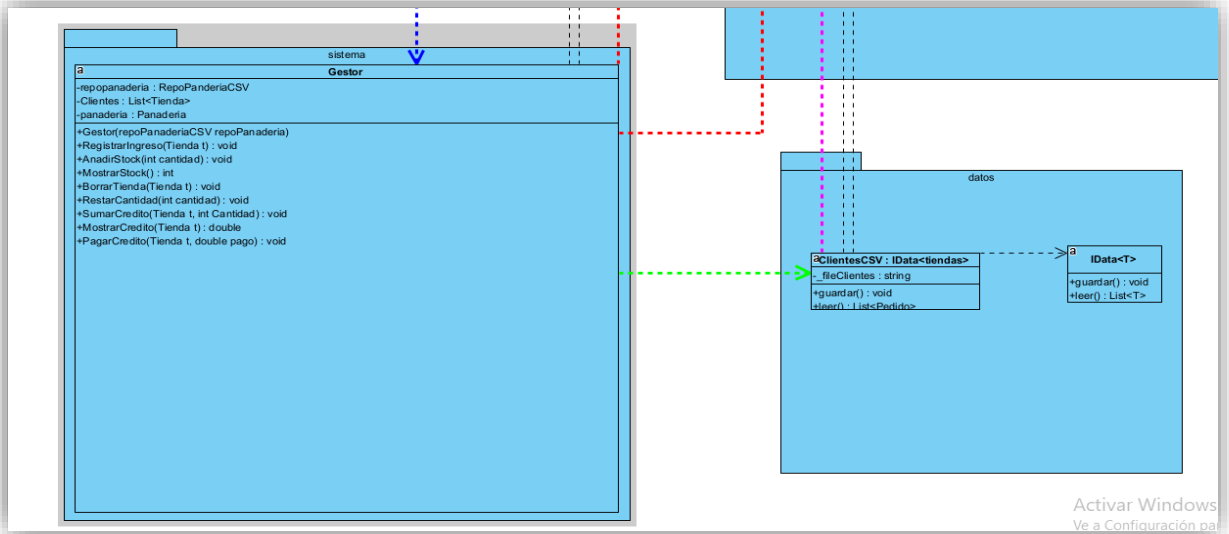 sistema
a
Gestor
-repopanaderia : RepoPanderiaCSV
-Clientes : List<Tienda>
-panaderia : Panaderia
+Gestor(repoPanaderiaCSV repoPanaderia)
+RegistrarIngreso(Tienda t) : void
+AnadirStock(int cantidad) : void
+MostrarStock() : int
+BorrarTienda(Tienda t) : void
+RestarCantidad(int cantidad) : void
+SumarCredito(Tienda t, int Cantidad) : void
+MostrarCredito(Tienda t) : double
+PagarCredito(Tienda t, double pago) : void
datos
a
ClientesCSV : IData<tiendas>
-_fileClientes : string
+guardar() : void
+leer() : List<Pedido>
a
IData<T>
+guardar() : void
+leer() : List<T>
Activar Windows
Ve a Configuración pa